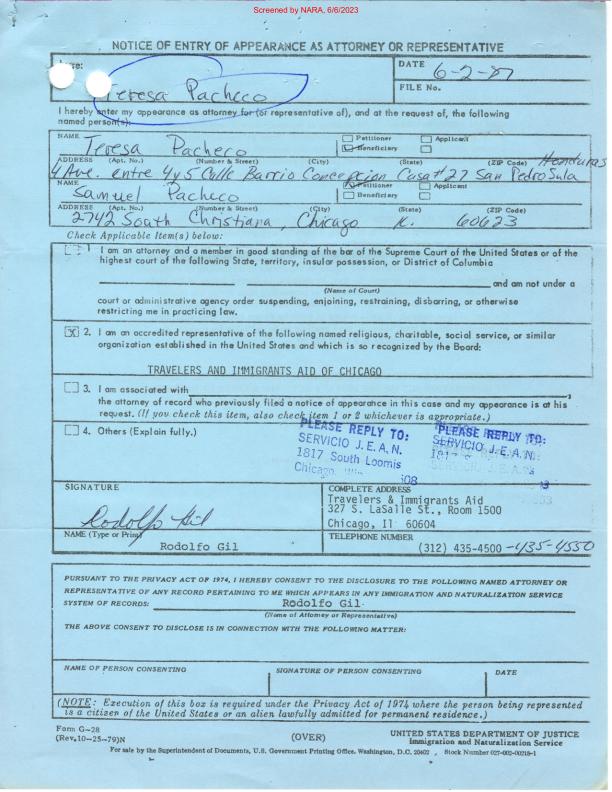 Screened by NARA, 6/6/2023
NOTICE OF ENTRY OF APPEARANCE AS ATTORNEY OR REPRESENTATIVE
DATE 6-2-87
Teresa Pacheco
FILE No.
I hereby enter my appearance as attorney for (or representative of), and at the request of, the following
named person(s):
NAME Petitioner Applicant
Teresa Pacheco Beneficiary
ADDRESS (Apt. No.) (Number & Street) (City) (State) (ZIP Code) Honduras
4 Ave. entre 4 y 5 Calle Barrio Concepcion Casa #27 San Pedro Sula
NAME Petitioner Applicant
Samuel Pacheco Beneficiary
ADDRESS (Apt. No.) (Number & Street) (City) (State) (ZIP Code)
2742 South Christiana, Chicago 60623
Check Applicable Item(s) below:
1 I am an attorney and a member in good standing of the bar of the Supreme Court of the United States or of the
highest court of the following State, territory, insular possession, or District of Columbia
and am not under a
(Name of Court)
court or administrative agency order suspending, enjoining, restraining, disbarring, or otherwise
restricting me in practicing law.
X 2. I am an accredited representative of the following named religious, charitable, social service, or similar
organization established in the United States and which is so recognized by the Board:
TRAVELERS AND IMMIGRANTS AID OF CHICAGO
3. I am associated with
the attorney of record who previously filed a notice of appearance in this case and my appearance is at his
request. (If you check this item, also check item 1 or 2 whichever is appropriate.)
4. Others (Explain fully.)
PLEASE REPLY TO: PLEASE REPLY TO:
SERVICIO J.E.A.N. SERVICIO J.E.A.N.
1817 South Loomis
Chicago
SIGNATURE
COMPLETE ADDRESS
Travelers & Immigrants Aid
327 S. LaSalle St., Room 1500
Rodolfo Gil
Chicago, Il 60604
NAME (Type or Print)
TELEPHONE NUMBER
Rodolfo Gil
(312) 435-4500 -435-4550
PURSUANT TO THE PRIVACY ACT OF 1974, I HEREBY CONSENT TO THE DISCLOSURE TO THE FOLLOWING NAMED ATTORNEY OR
REPRESENTATIVE OF ANY RECORD PERTAINING TO ME WHICH APPEARS IN ANY IMMIGRATION AND NATURALIZATION SERVICE
SYSTEM OF RECORDS: Rodolfo Gil
(Name of Attorney or Representative)
THE ABOVE CONSENT TO DISCLOSE IS IN CONNECTION WITH THE FOLLOWING MATTER:
NAME OF PERSON CONSENTING SIGNATURE OF PERSON CONSENTING DATE
(NOTE: Execution of this box is required under the Privacy Act of 1974 where the person being represented
is a citizen of the United States or an alien lawfully admitted for permanent residence.)
Form G-28
(Rev. 10-25-79)N
(OVER)
UNITED STATES DEPARTMENT OF JUSTICE
Immigration and Naturalization Service
For sale by the Superintendent of Documents, U.S. Government Printing Office, Washington, D.C. 20402 , Stock Number 027-002-00218-1